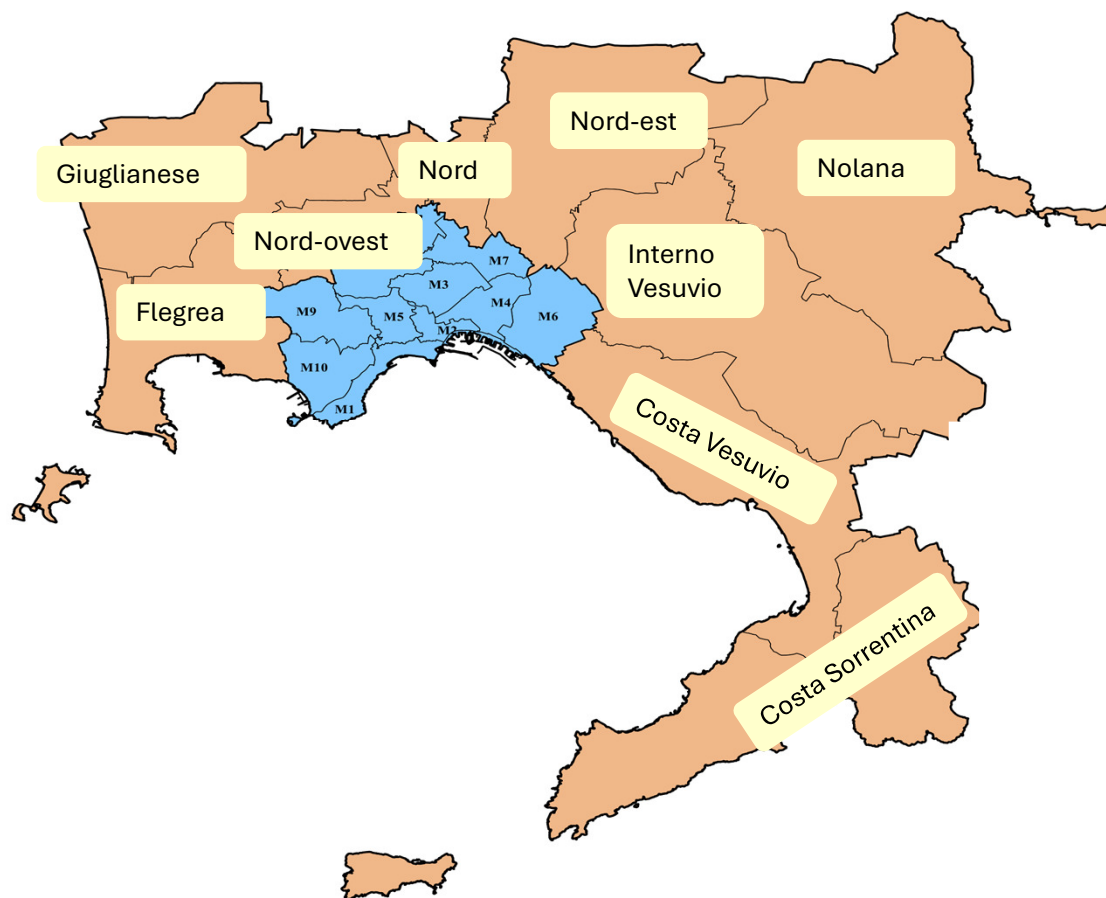 Nord-est
Giuglianese
Nord
Nolana
Nord-ovest
Interno
Vesuvio
Flegrea
M7
M3
M4
M9
M5
M6
M2
M10
M1
Costa Vesuvio
Costa Sorrentina